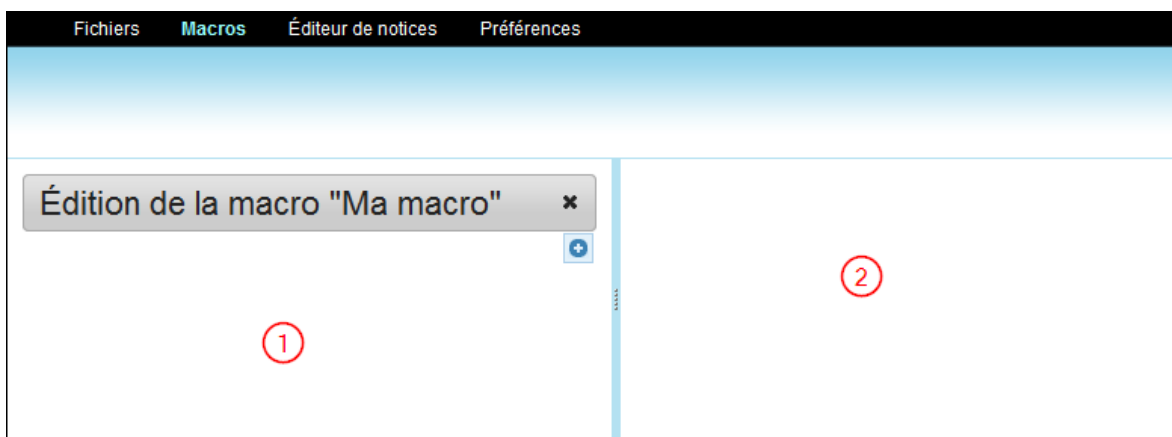 Fichiers Macros Éditeur de notices Préférences
Édition de la macro "Ma macro"
2
1